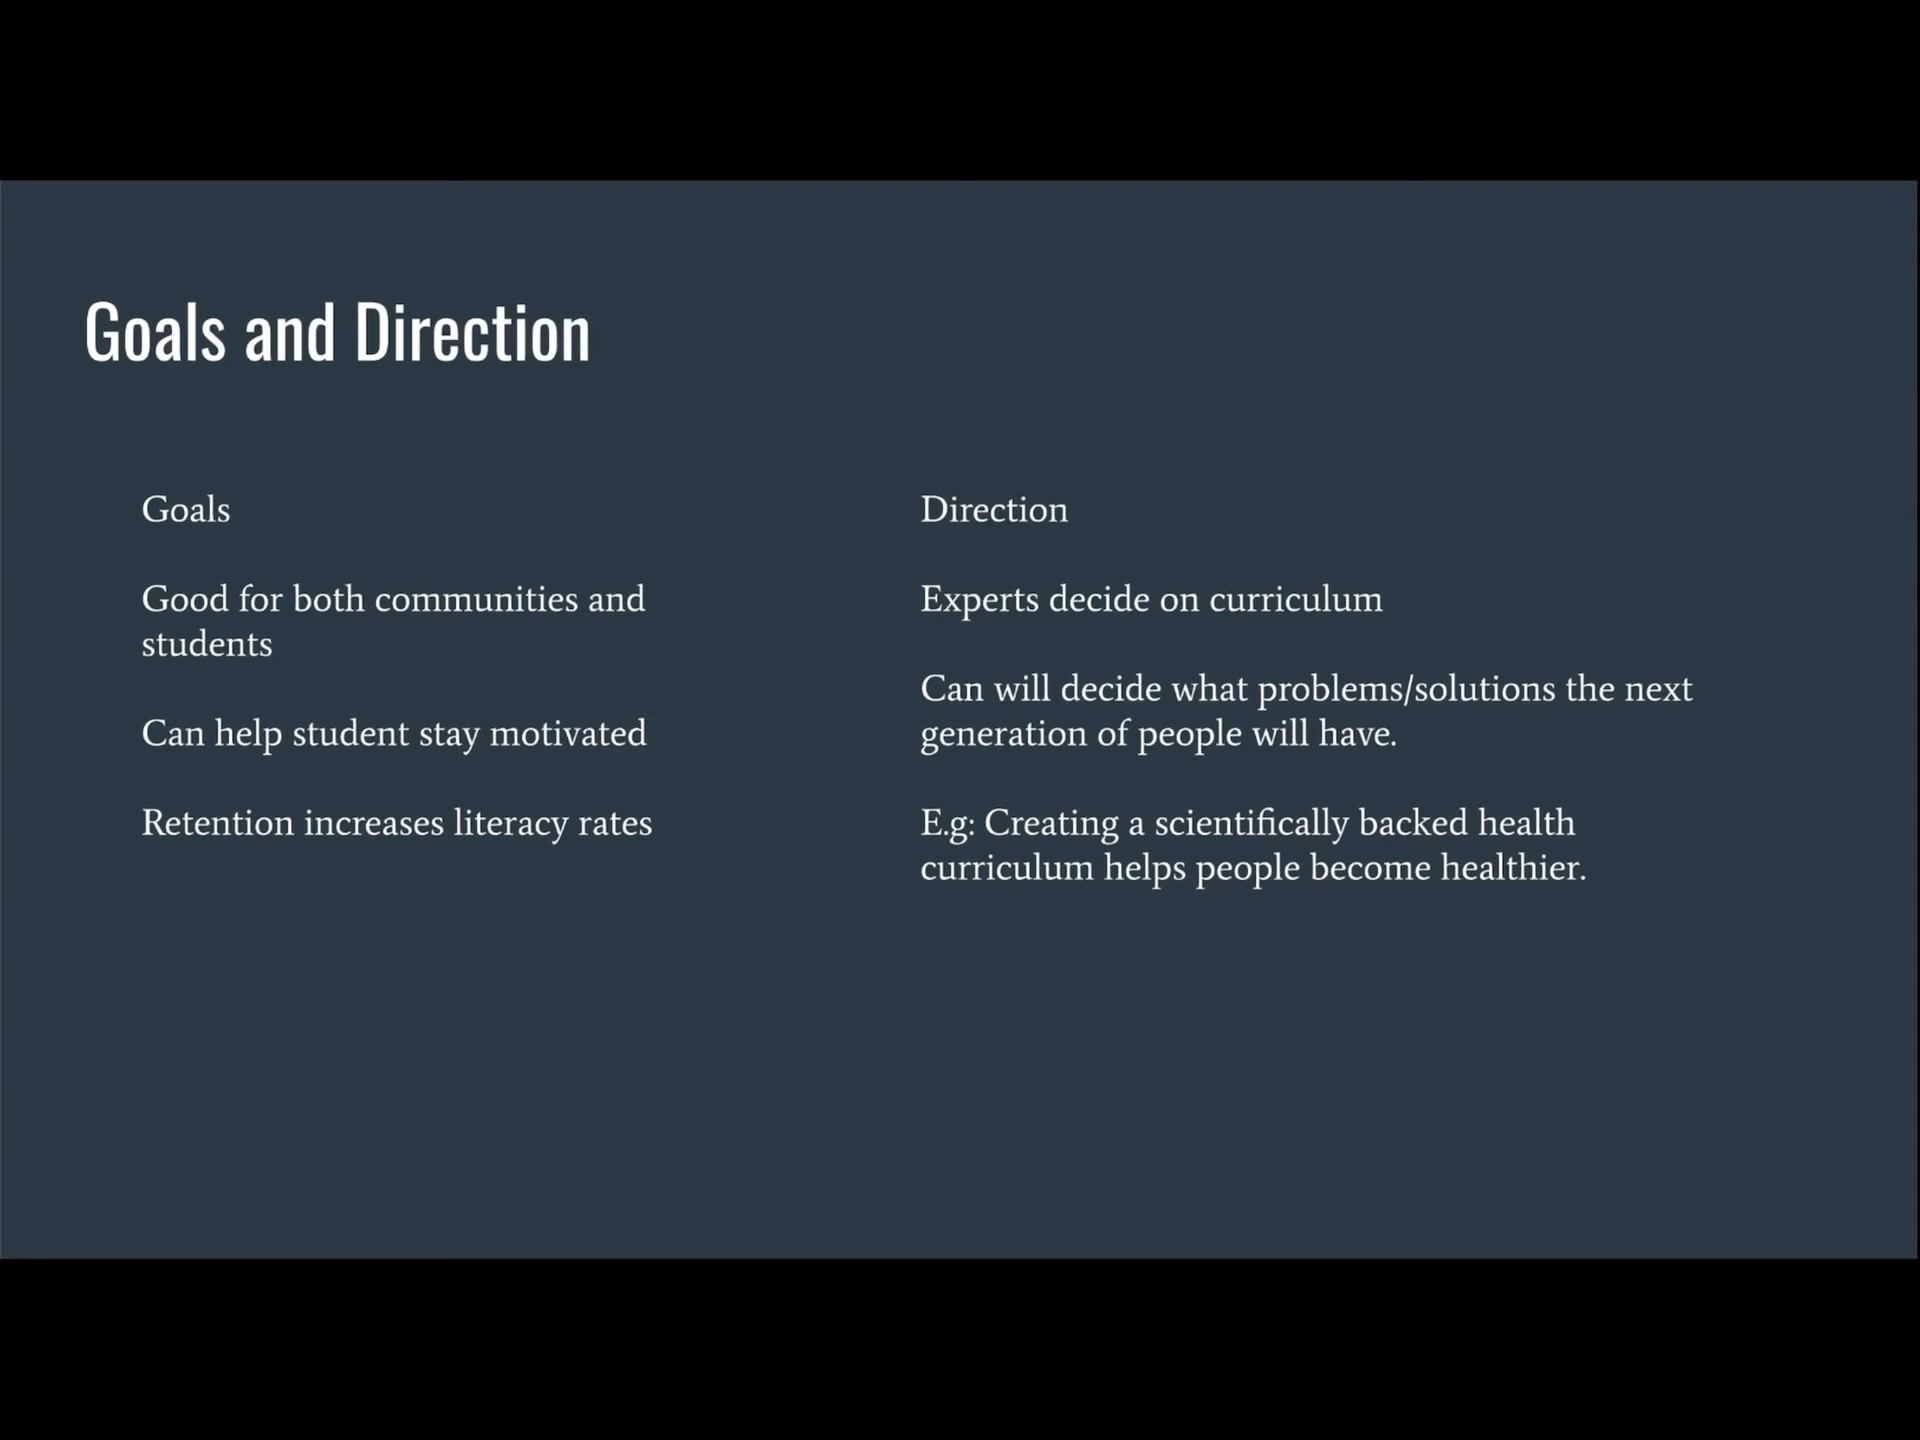 Goals and Direction
Goals
Good for both communities and
students
Can help student stay motivated
Retention increases literacy rates
Direction
Experts decide on curriculum
Can will decide what problems/solutions the next
generation of people will have.
E.g: Creating a scientifically backed health
curriculum helps people become healthier.